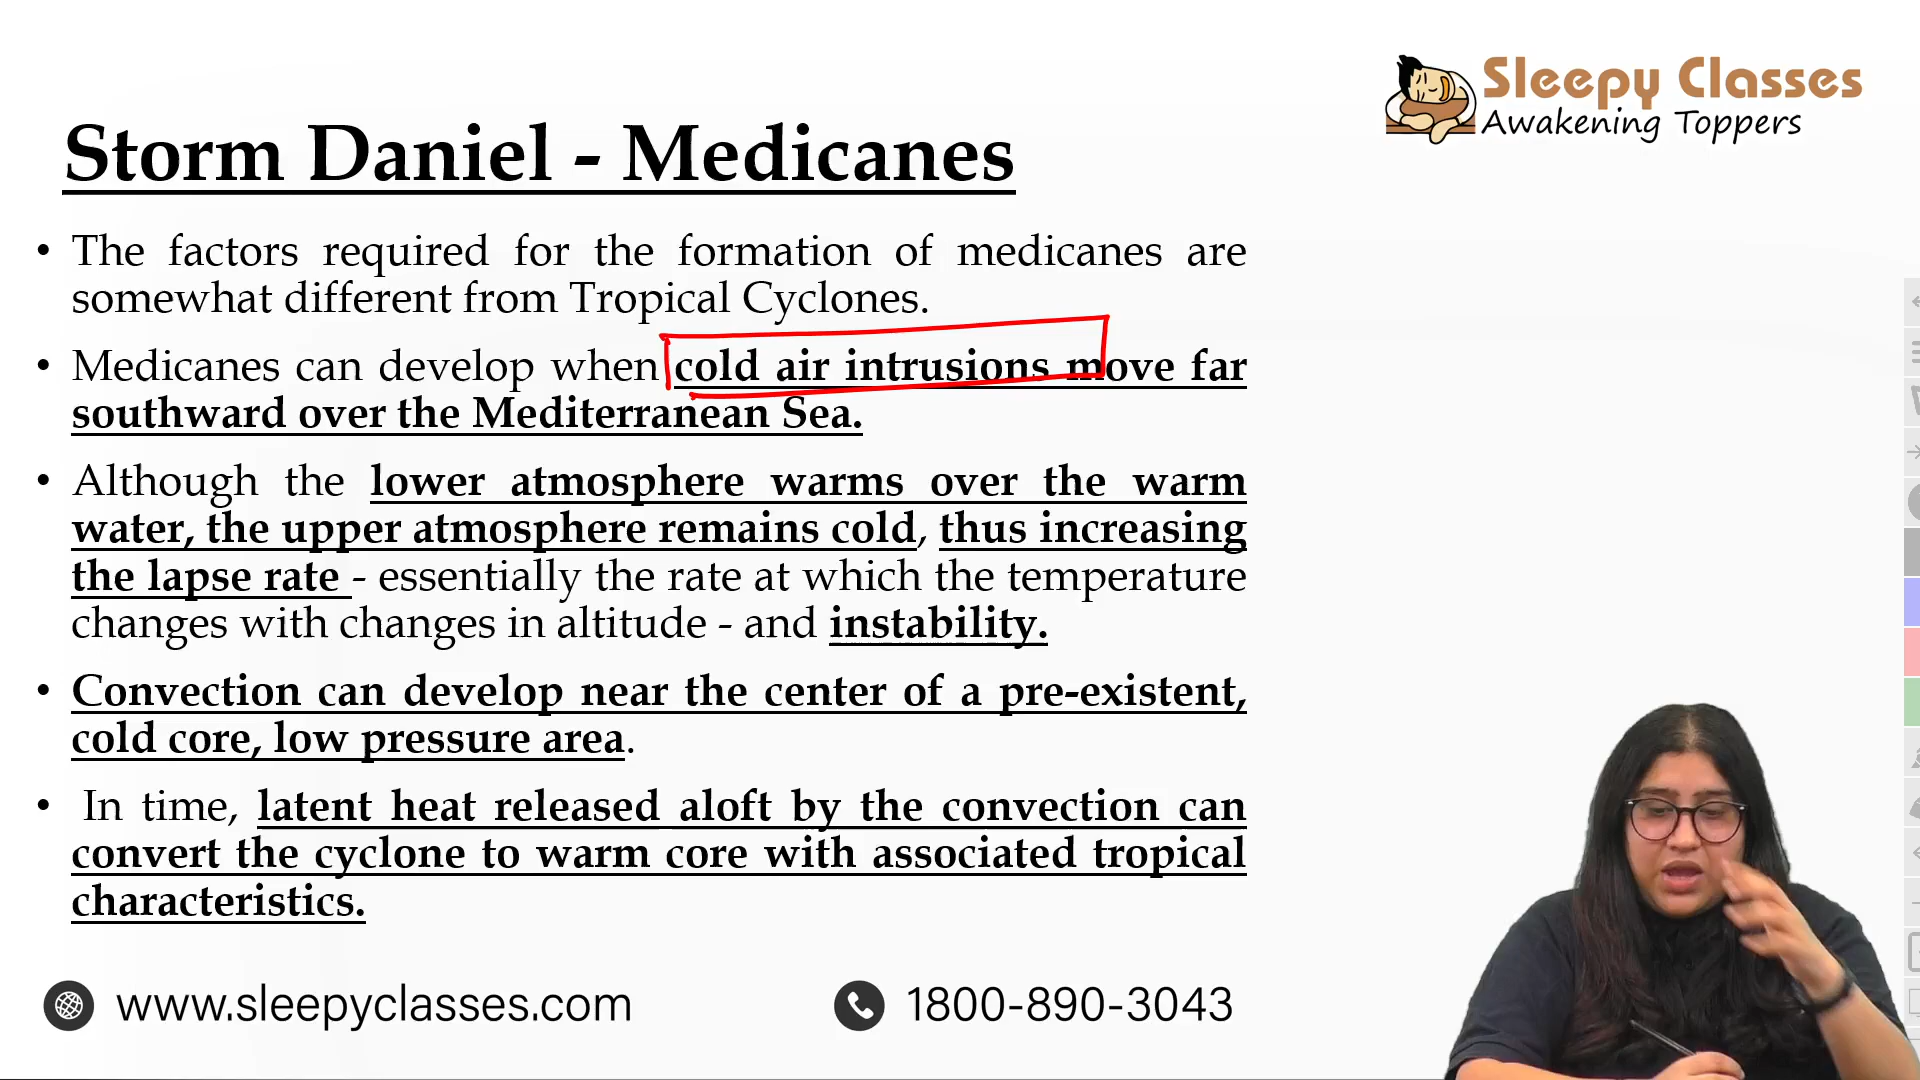 Sleepy Classes
Awakening Toppers
Storm Daniel - Medicanes
• The factors required for the formation of medicanes are
somewhat different from Tropical Cyclones.
• Medicanes can develop when cold air intrusions move far
southward over the Mediterranean Sea.
• Although the lower atmosphere warms over the warm
water, the upper atmosphere remains cold, thus increasing
the lapse rate - essentially the rate at which the temperature
changes with changes in altitude - and instability.
• Convection can develop near the center of a pre-existent,
cold core, low pressure area.
• In time, latent heat released aloft by the convection can
convert the cyclone to warm core with associated tropical
characteristics.
www.sleepyclasses.com
1800-890-3043